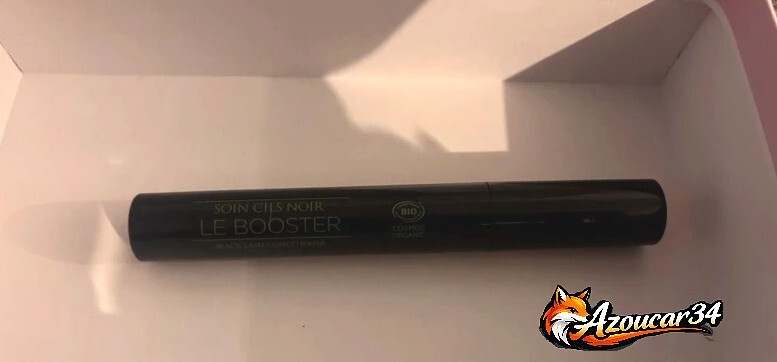 SOIN CILS NOIR
LE BOOSTER
BLACK LASH CONDITIONER
BIO
COSMOS
ORGANIC
Azoucar34